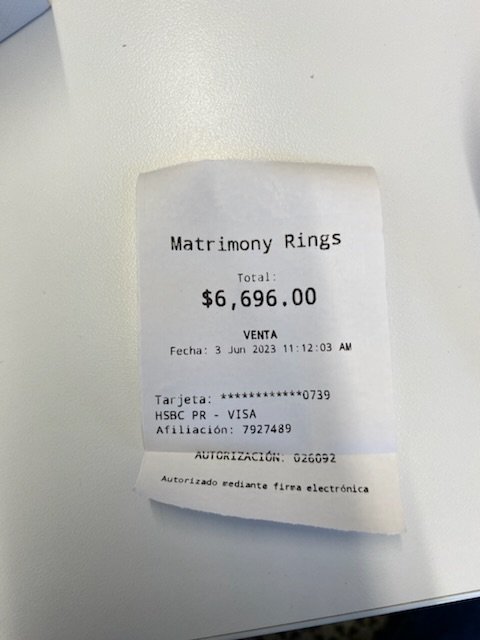 Matrimony Rings
Total:
$6,696.00
VENTA
Fecha: 3 Jun 2023 11:12:03 AM
Tarjeta: ************0739
HSBC PR - VISA
Afiliación: 7927489
AUTORIZACIÓN: 026092
Autorizado mediante firma electrónica